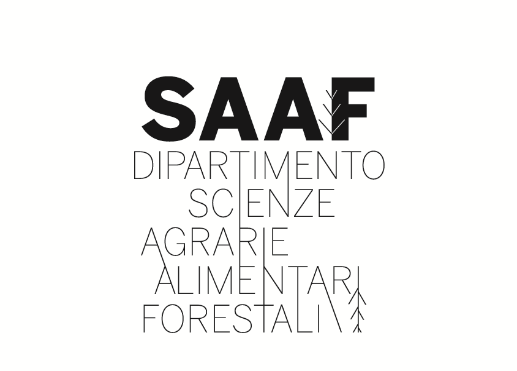 SAAF
DIPARTIMENTO
SCIENZE
AGRARIE
ALIMENTARI
FORESTALI